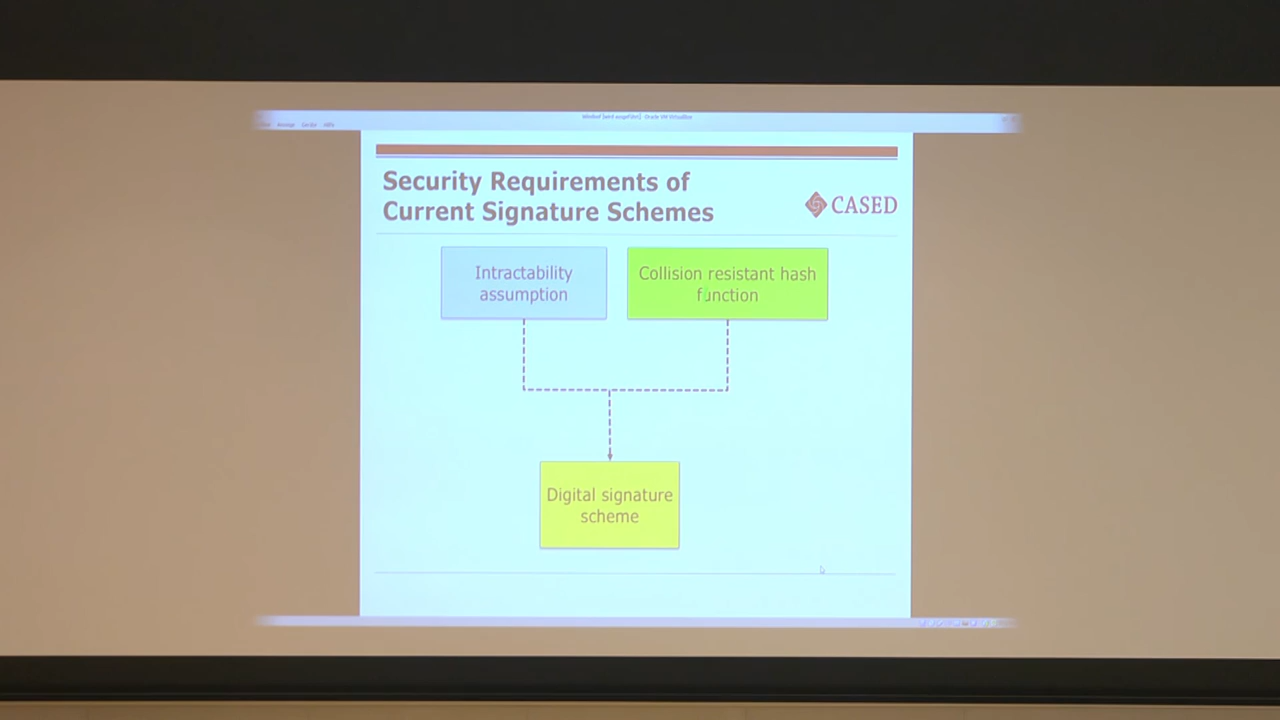 Security Requirements of
Current Signature Schemes
CASED
Intractability
assumption
Collision resistant hash
function
Digital signature
scheme